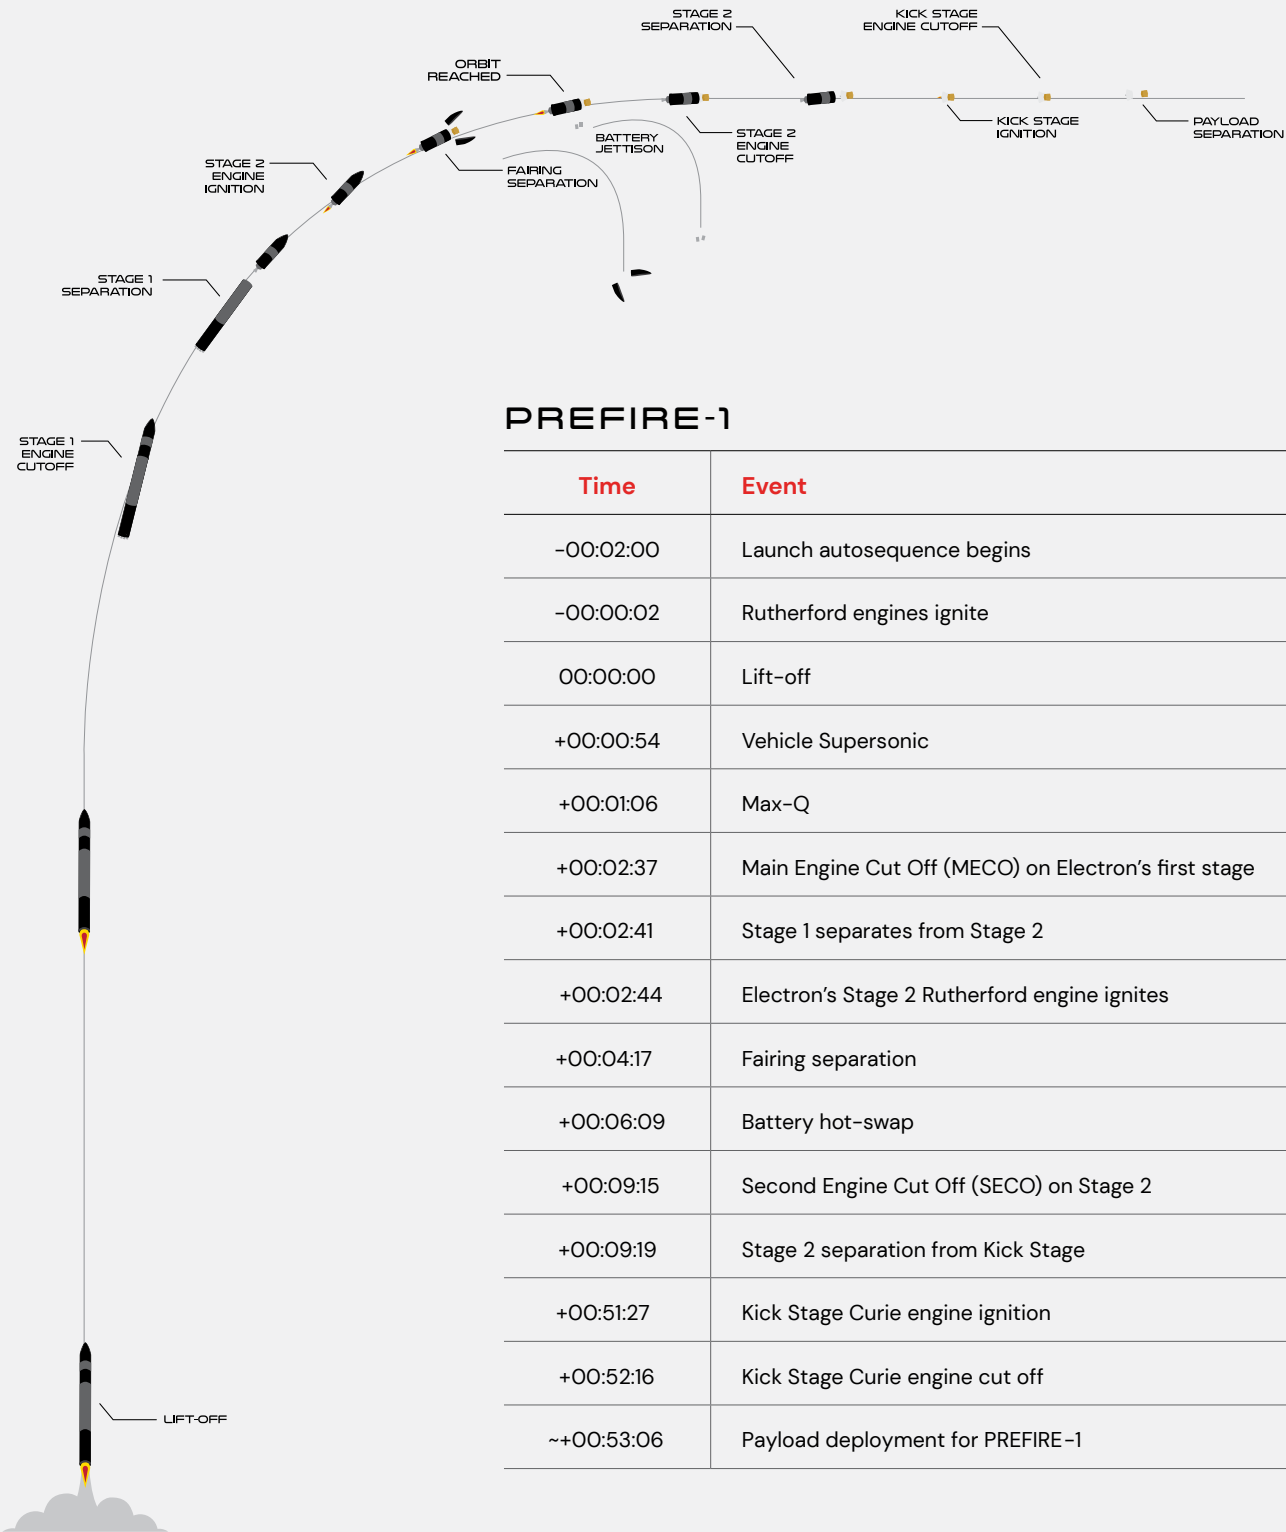 STAGE 2
SEPARATION
KICK STAGE
ENGINE CUTOFF
ORBIT
REACHED
KICK STAGE
IGNITION
PAYLOAD
SEPARATION
BATTERY
JETTISON
STAGE 2
ENGINE
CUTOFF
STAGE 2
ENGINE
IGNITION
FAIRING
SEPARATION
STAGE 1
SEPARATION
STAGE 1
ENGINE
CUTOFF
LIFT-OFF
PREFIRE-1
Time Event
-00:02:00 Launch autosequence begins
-00:00:02 Rutherford engines ignite
00:00:00 Lift-off
+00:00:54 Vehicle Supersonic
+00:01:06 Max-Q
+00:02:37 Main Engine Cut Off (MECO) on Electron’s first stage
+00:02:41 Stage 1 separates from Stage 2
+00:02:44 Electron’s Stage 2 Rutherford engine ignites
+00:04:17 Fairing separation
+00:06:09 Battery hot-swap
+00:09:15 Second Engine Cut Off (SECO) on Stage 2
+00:09:19 Stage 2 separation from Kick Stage
+00:51:27 Kick Stage Curie engine ignition
+00:52:16 Kick Stage Curie engine cut off
~+00:53:06 Payload deployment for PREFIRE-1